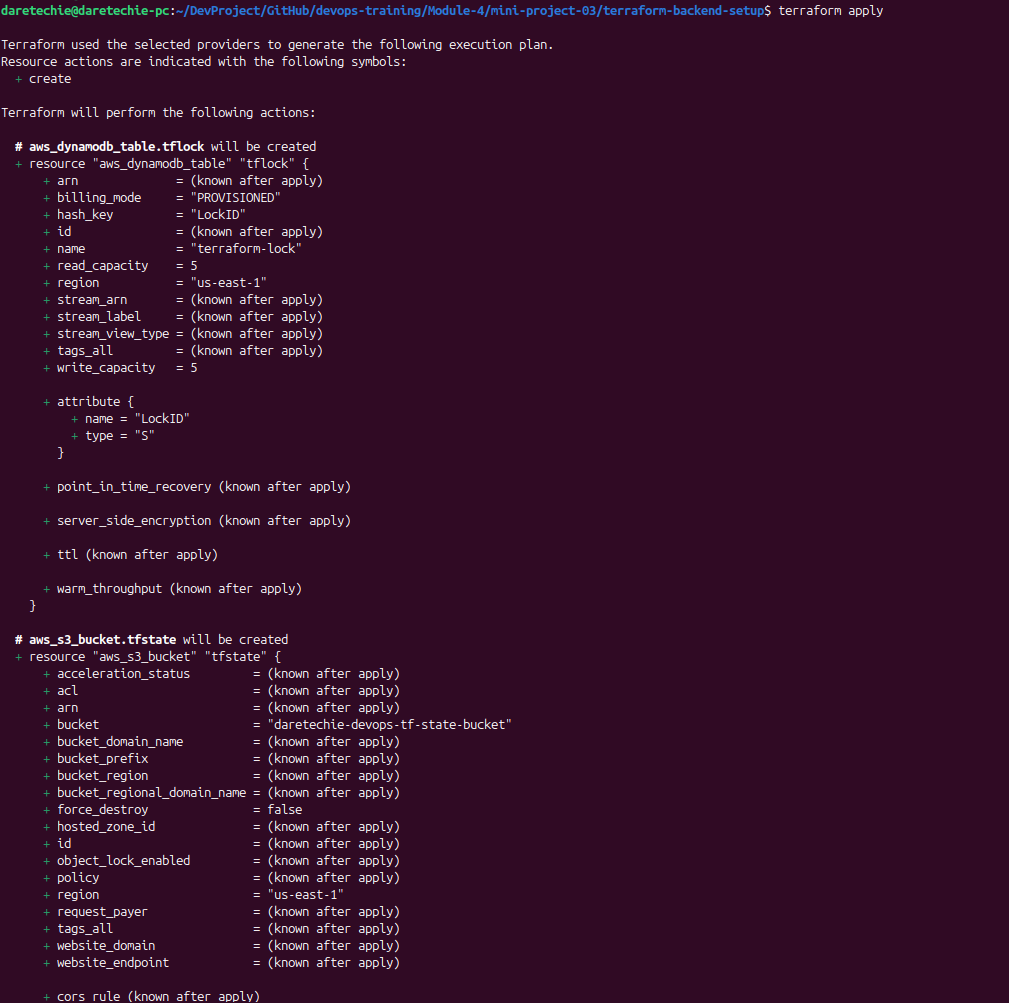 daretechie@daretechie-pc:~/DevProject/GitHub/devops-training/Module-4/mini-project-03/terraform-backend-setup$ terraform apply

Terraform used the selected providers to generate the following execution plan.
Resource actions are indicated with the following symbols:
  + create

Terraform will perform the following actions:

  # aws_dynamodb_table.tflock will be created
  + resource "aws_dynamodb_table" "tflock" {
      + arn              = (known after apply)
      + billing_mode     = "PROVISIONED"
      + hash_key         = "LockID"
      + id               = (known after apply)
      + name             = "terraform-lock"
      + read_capacity    = 5
      + region           = "us-east-1"
      + stream_arn       = (known after apply)
      + stream_label     = (known after apply)
      + stream_view_type = (known after apply)
      + tags_all         = (known after apply)
      + write_capacity   = 5

      + attribute {
          + name = "LockID"
          + type = "S"
        }

      + point_in_time_recovery (known after apply)

      + server_side_encryption (known after apply)

      + ttl (known after apply)

      + warm_throughput (known after apply)
    }

  # aws_s3_bucket.tfstate will be created
  + resource "aws_s3_bucket" "tfstate" {
      + acceleration_status         = (known after apply)
      + acl                         = (known after apply)
      + arn                         = (known after apply)
      + bucket                      = "daretechie-devops-tf-state-bucket"
      + bucket_domain_name          = (known after apply)
      + bucket_prefix               = (known after apply)
      + bucket_region               = (known after apply)
      + bucket_regional_domain_name = (known after apply)
      + force_destroy               = false
      + hosted_zone_id              = (known after apply)
      + id                          = (known after apply)
      + object_lock_enabled         = (known after apply)
      + policy                      = (known after apply)
      + region                      = "us-east-1"
      + request_payer               = (known after apply)
      + tags_all                    = (known after apply)
      + website_domain              = (known after apply)
      + website_endpoint            = (known after apply)

      + cors_rule (known after apply)